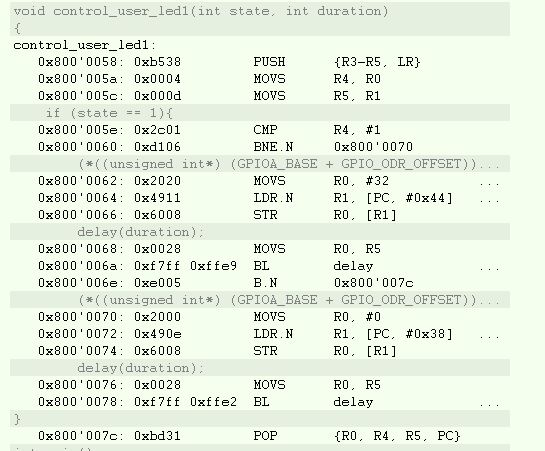 void control_user_led1(int state, int duration)
{
control_user_led1:
0x800'0058: 0xb538 PUSH {R3-R5, LR}
0x800'005a: 0x0004 MOVS R4, R0
0x800'005c: 0x000d MOVS R5, R1
if (state == 1){
0x800'005e: 0x2c01 CMP R4, #1
0x800'0060: 0xd106 BNE.N 0x800'0070
(*((unsigned int*) (GPIOA_BASE + GPIO_ODR_OFFSET))...
0x800'0062: 0x2020 MOVS R0, #32 ...
0x800'0064: 0x4911 LDR.N R1, [PC, #0x44] ...
0x800'0066: 0x6008 STR R0, [R1]
delay(duration);
0x800'0068: 0x0028 MOVS R0, R5
0x800'006a: 0xf7ff 0xffe9 BL delay ...
0x800'006e: 0xe005 B.N 0x800'007c
(*((unsigned int*) (GPIOA_BASE + GPIO_ODR_OFFSET))...
0x800'0070: 0x2000 MOVS R0, #0
0x800'0072: 0x490e LDR.N R1, [PC, #0x38] ...
0x800'0074: 0x6008 STR R0, [R1]
delay(duration);
0x800'0076: 0x0028 MOVS R0, R5
0x800'0078: 0xf7ff 0xffe2 BL delay ...
}
0x800'007c: 0xbd31 POP {R0, R4, R5, PC}